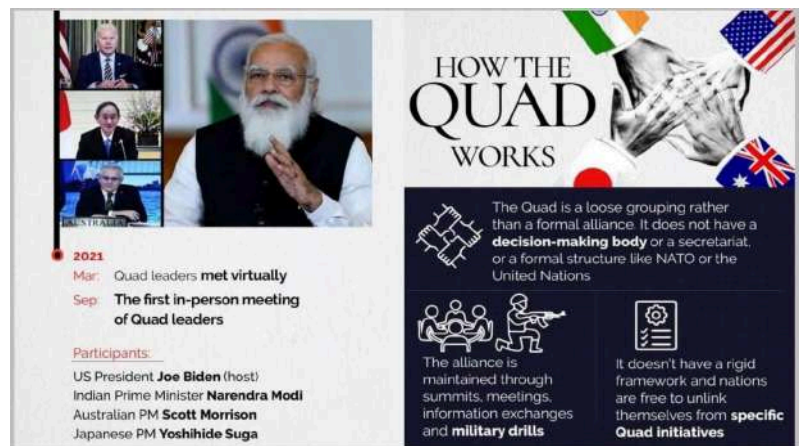 AUSTRALIA
2021
Mar: Quad leaders met virtually
Sep: The first in-person meeting
of Quad leaders
Participants:
US President Joe Biden (host)
Indian Prime Minister Narendra Modi
Australian PM Scott Morrison
Japanese PM Yoshihide Suga
HOW THE
QUAD
WORKS
The Quad is a loose grouping rather
than a formal alliance. It does not have a
decision-making body or a secretariat,
or a formal structure like NATO or the
United Nations
The alliance is
maintained through
summits, meetings,
information exchanges
and military drills
It doesn't have a rigid
framework and nations
are free to unlink
themselves from specific
Quad initiatives